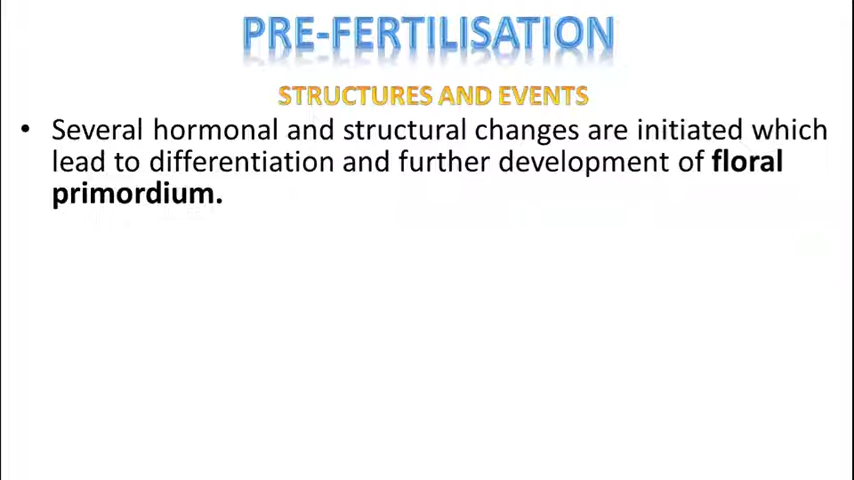 PRE-FERTILISATION
STRUCTURES AND EVENTS
• Several hormonal and structural changes are initiated which
lead to differentiation and further development of floral
primordium.